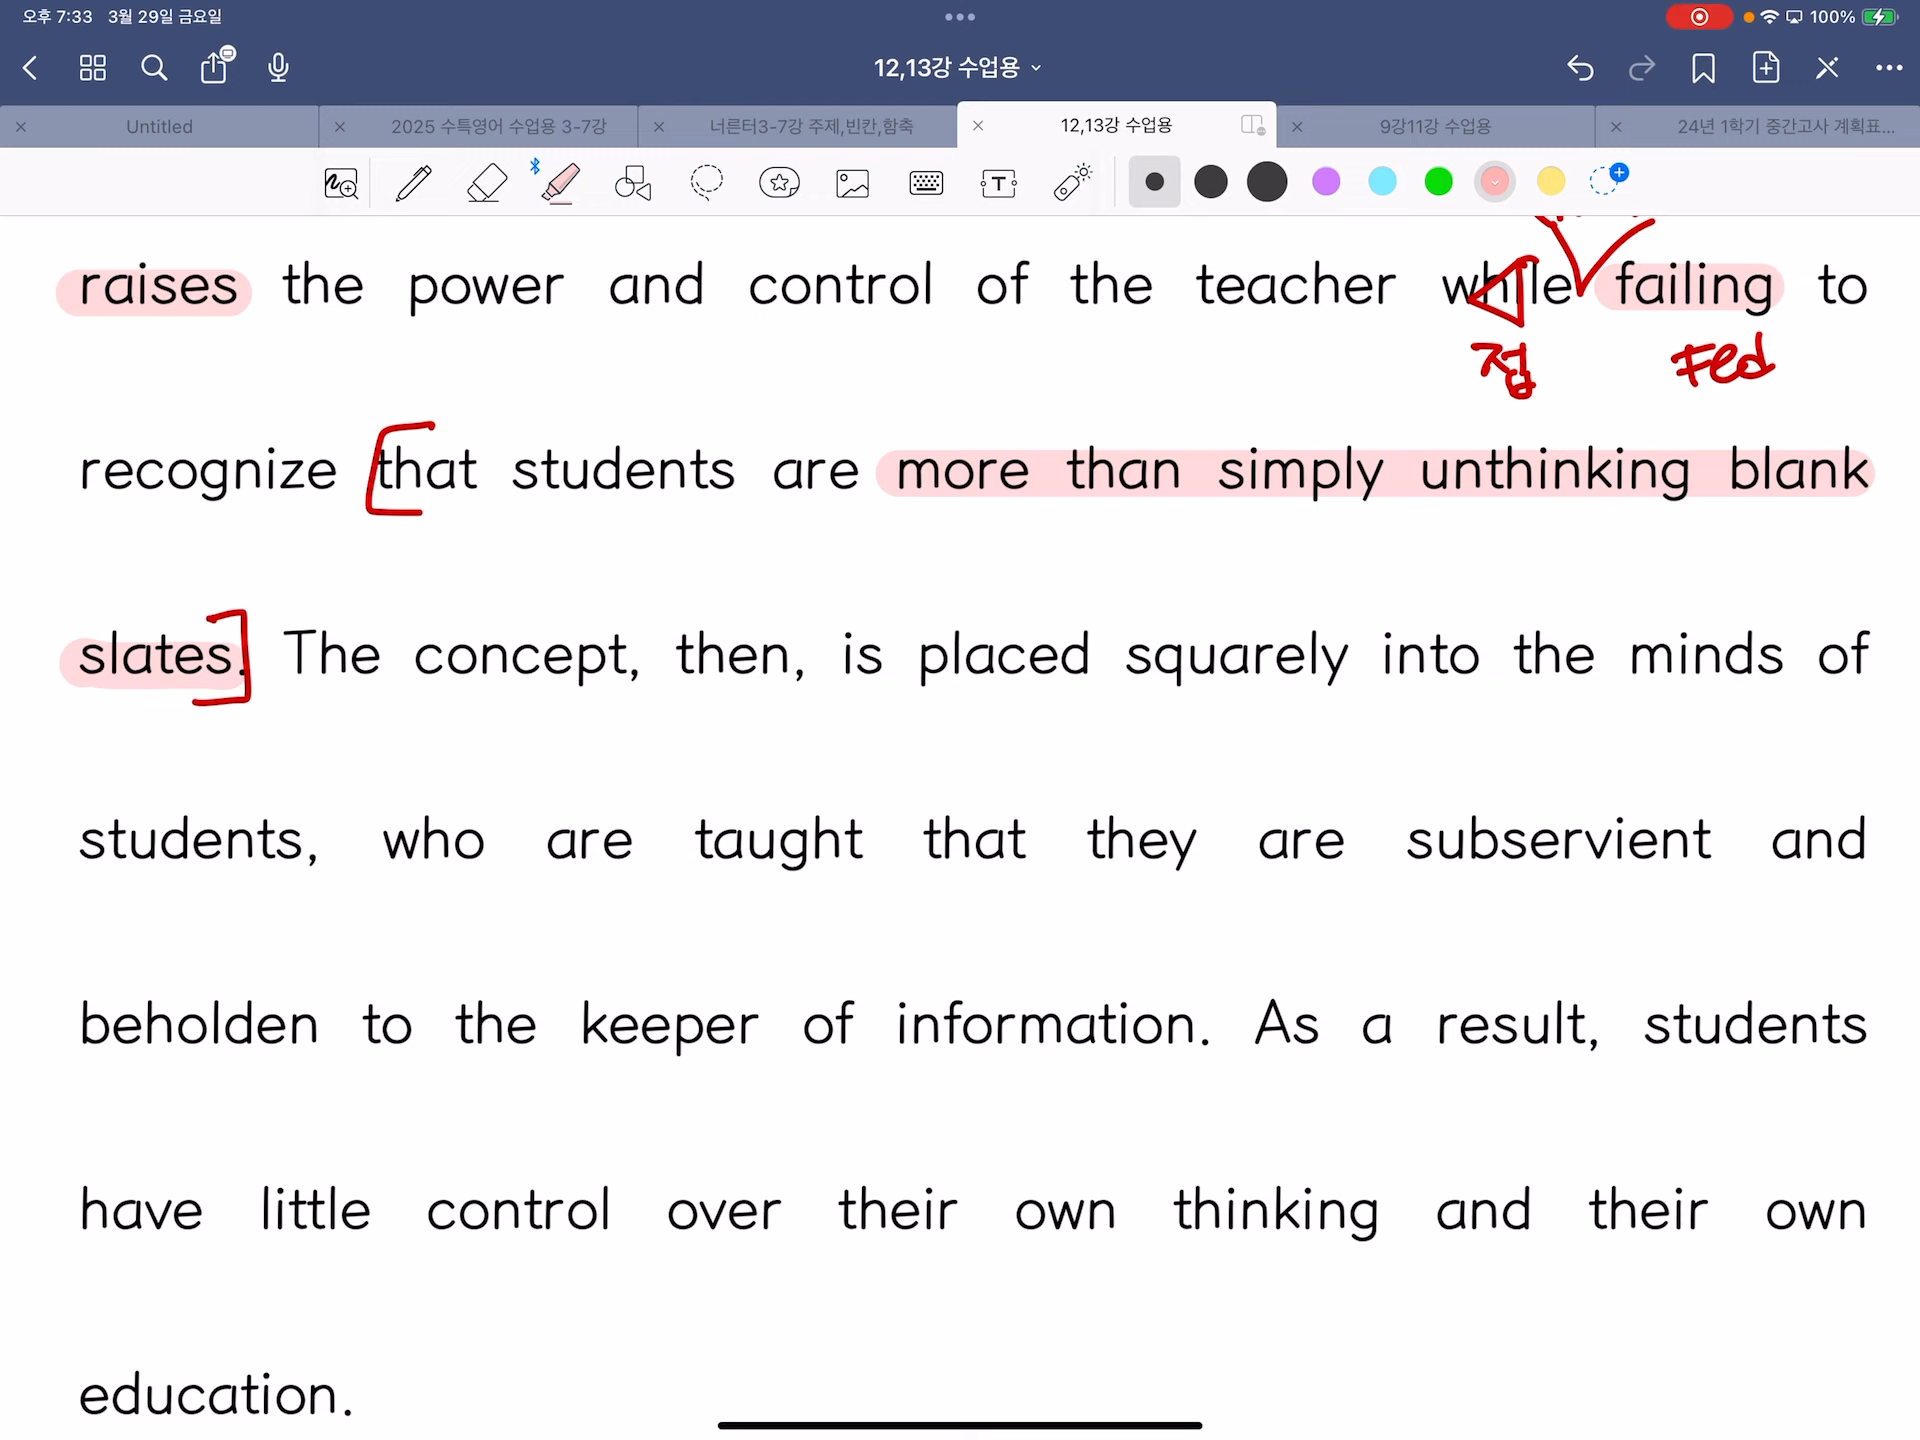 오후 7:33 3월 29일 금요일
100%
12,13강 수업용
Untitled
2025 수특영어 수업용 3-7강
너른터3-7강 주제,빈칸,함축
12,13강 수업용
9강11강 수업용
24년 1학기 중간고사 계획표...
raises the power and control of the teacher while failing to
접 Fed
recognize [that students are more than simply unthinking blank
slates.] The concept, then, is placed squarely into the minds of
students, who are taught that they are subservient and
beholden to the keeper of information. As a result, students
have little control over their own thinking and their own
education.